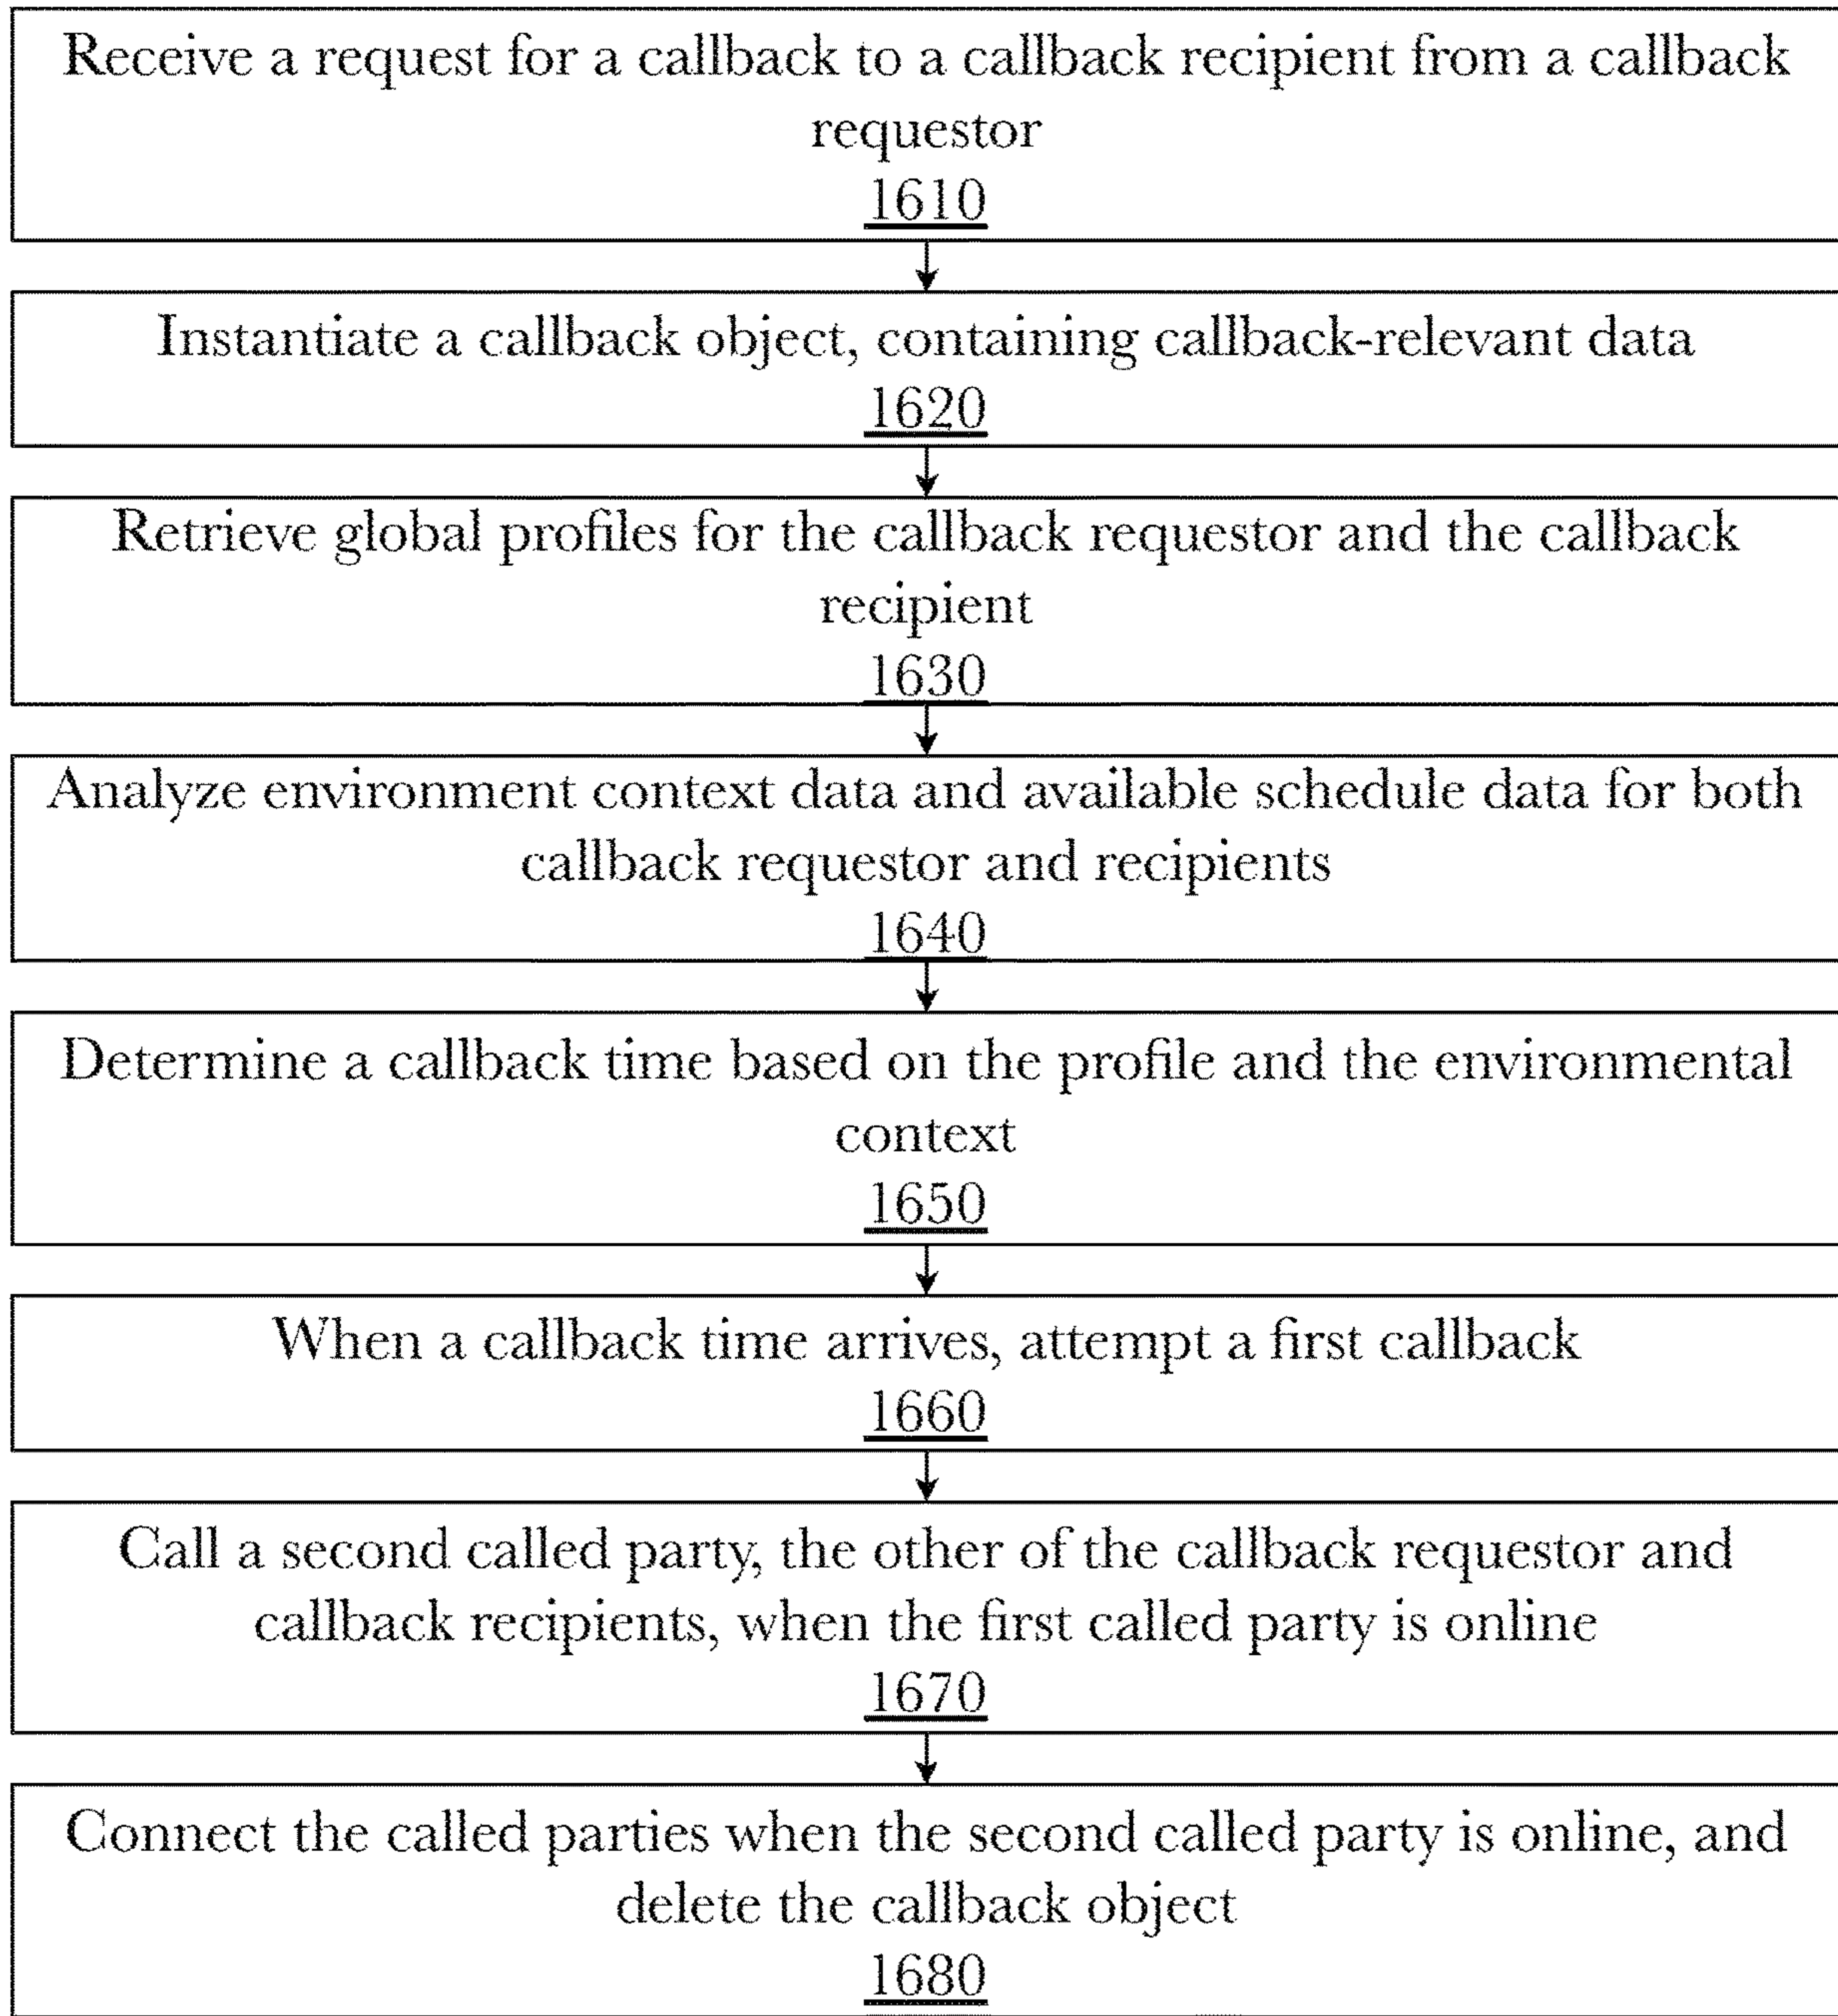 Receive a request for a callback to a callback recipient from a callback
requestor
1610
Instantiate a callback object, containing callback-relevant data
1620
Retrieve global profiles for the callback requestor and the callback
recipient
1630
Analyze environment context data and available schedule data for both
callback requestor and recipients
1640
Determine a callback time based on the profile and the environmental
context
1650
When a callback time arrives, attempt a first callback
1660
Call a second called party, the other of the callback requestor and
callback recipients, when the first called party is online
1670
Connect the called parties when the second called party is online, and
delete the callback object
1680